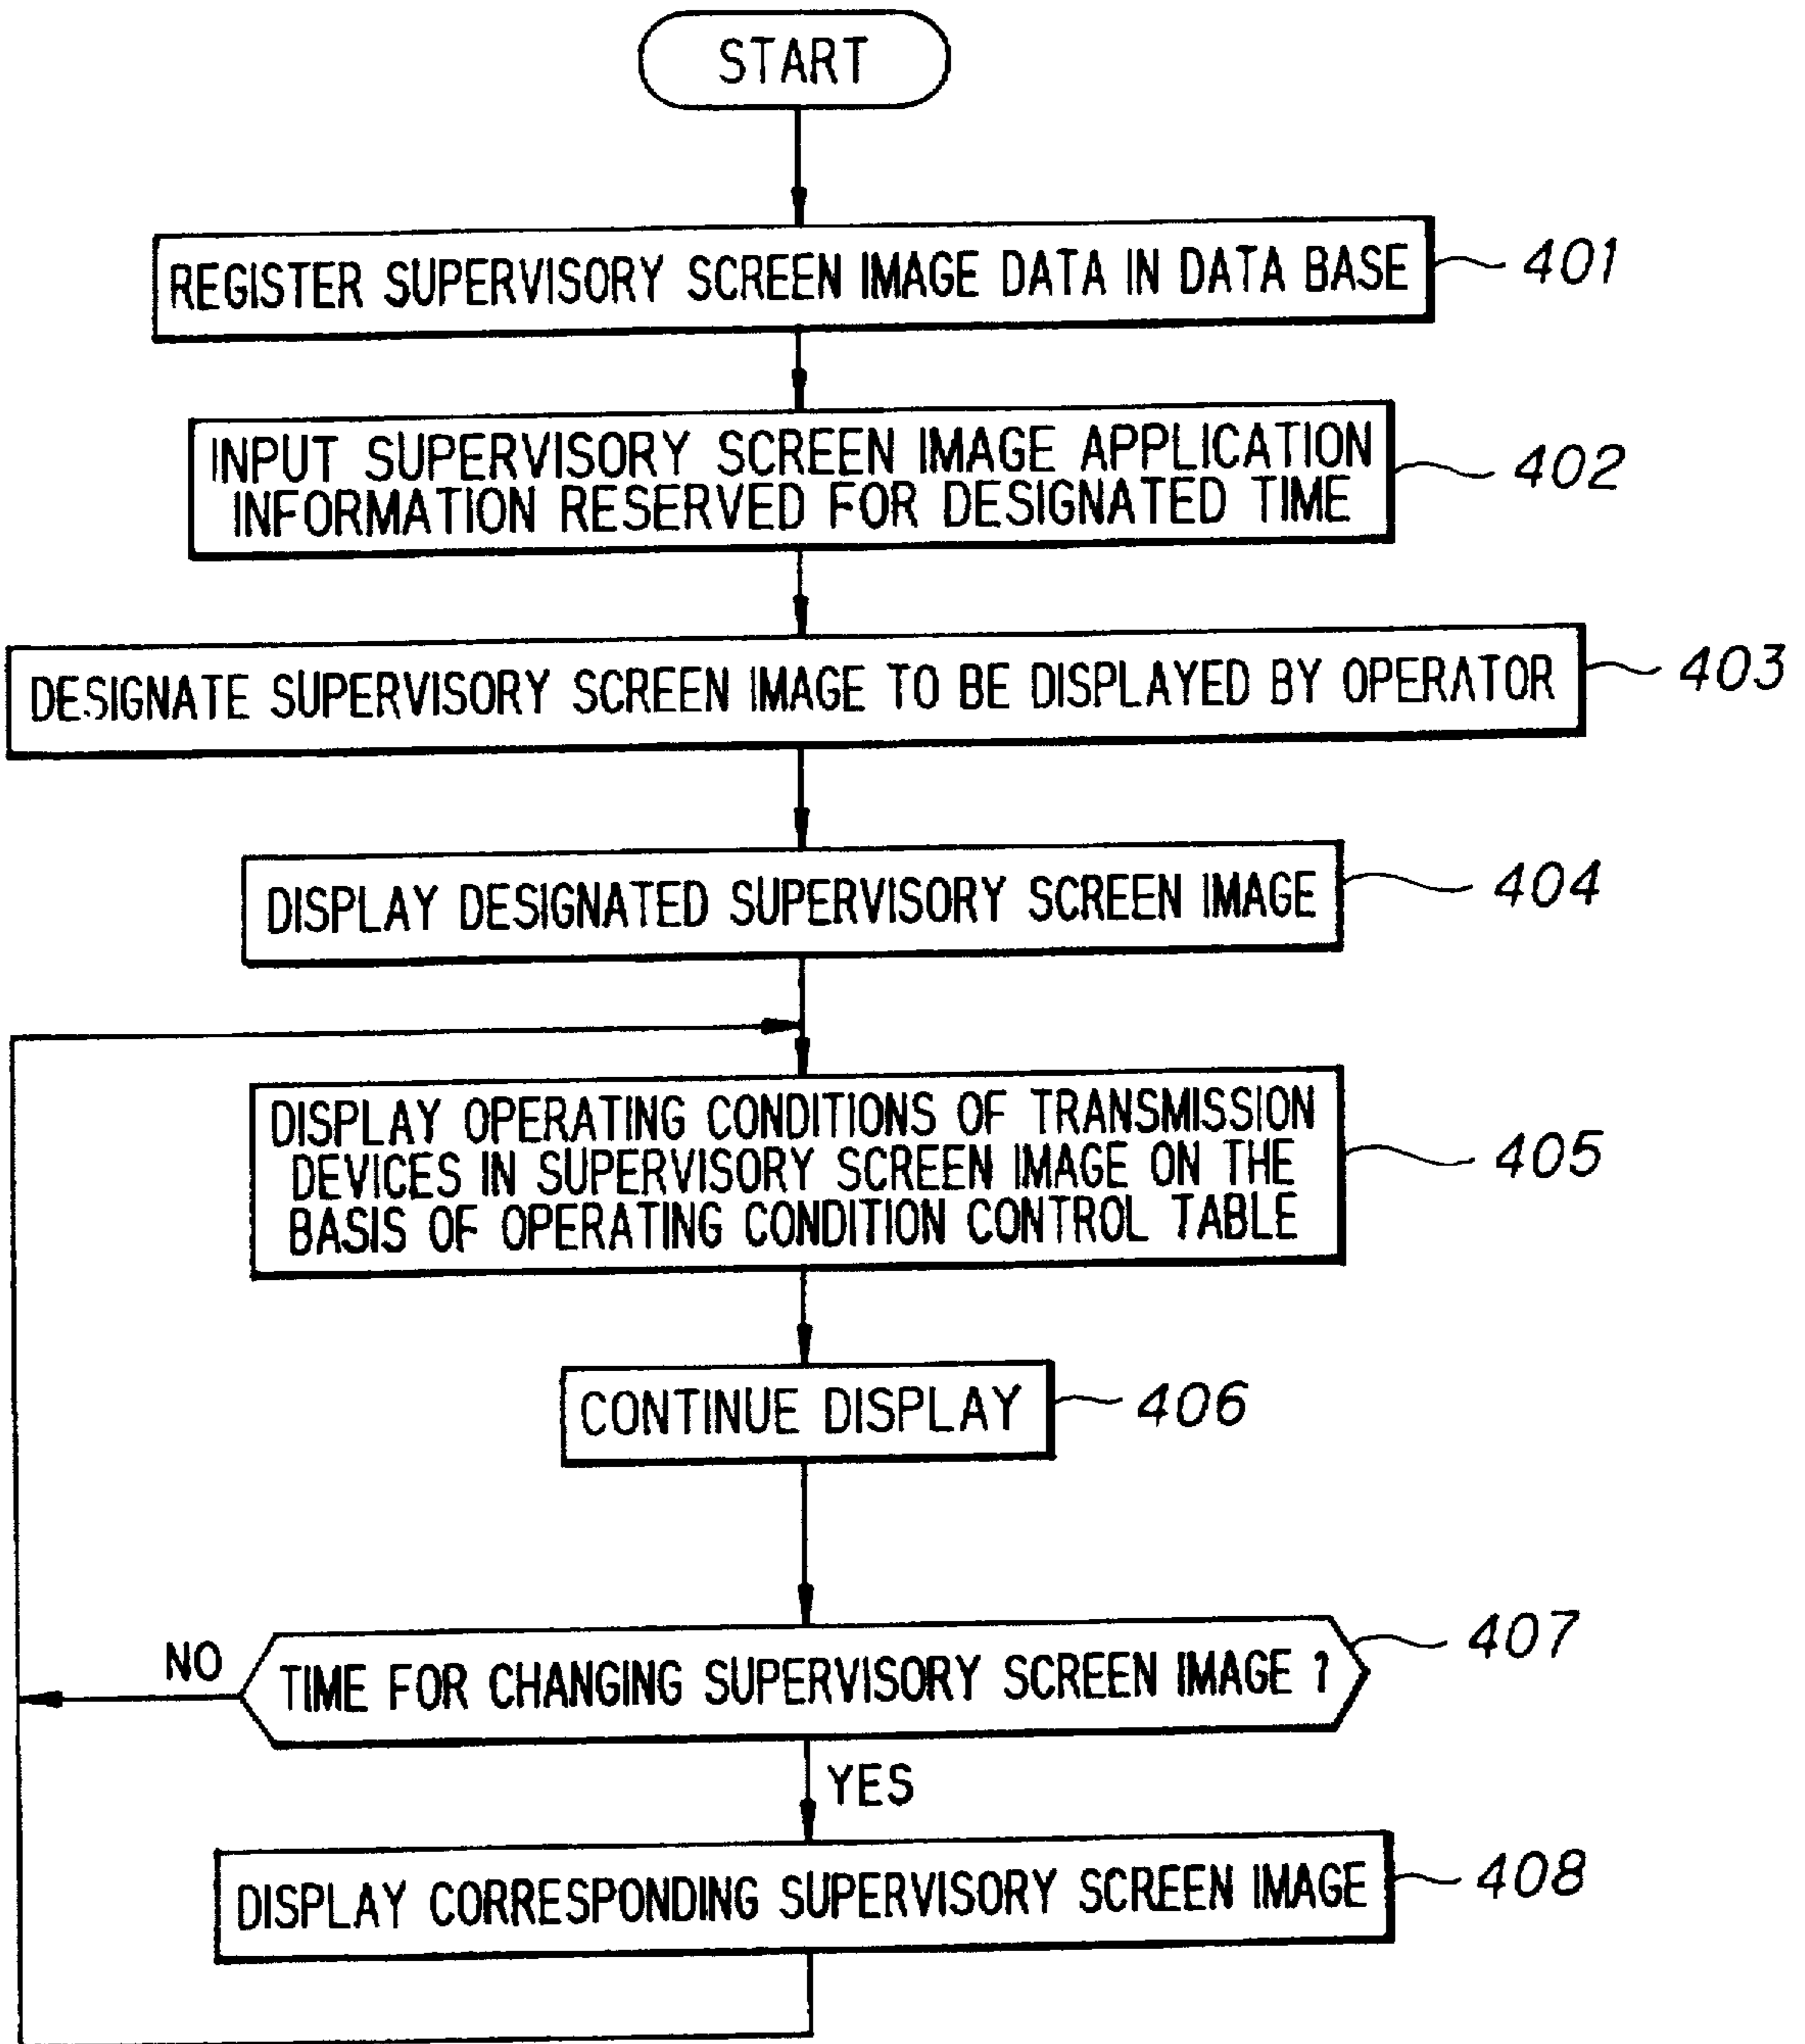 START
REGISTER SUPERVISORY SCREEN IMAGE DATA IN DATA BASE
401
INPUT SUPERVISORY SCREEN IMAGE APPLICATION
INFORMATION RESERVED FOR DESIGNATED TIME
402
DESIGNATE SUPERVISORY SCREEN IMAGE TO BE DISPLAYED BY OPERATOR
403
DISPLAY DESIGNATED SUPERVISORY SCREEN IMAGE
404
DISPLAY OPERATING CONDITIONS OF TRANSMISSION
DEVICES IN SUPERVISORY SCREEN IMAGE ON THE
BASIS OF OPERATING CONDITION CONTROL TABLE
405
CONTINUE DISPLAY
406
NO
TIME FOR CHANGING SUPERVISORY SCREEN IMAGE ?
407
YES
DISPLAY CORRESPONDING SUPERVISORY SCREEN IMAGE
408